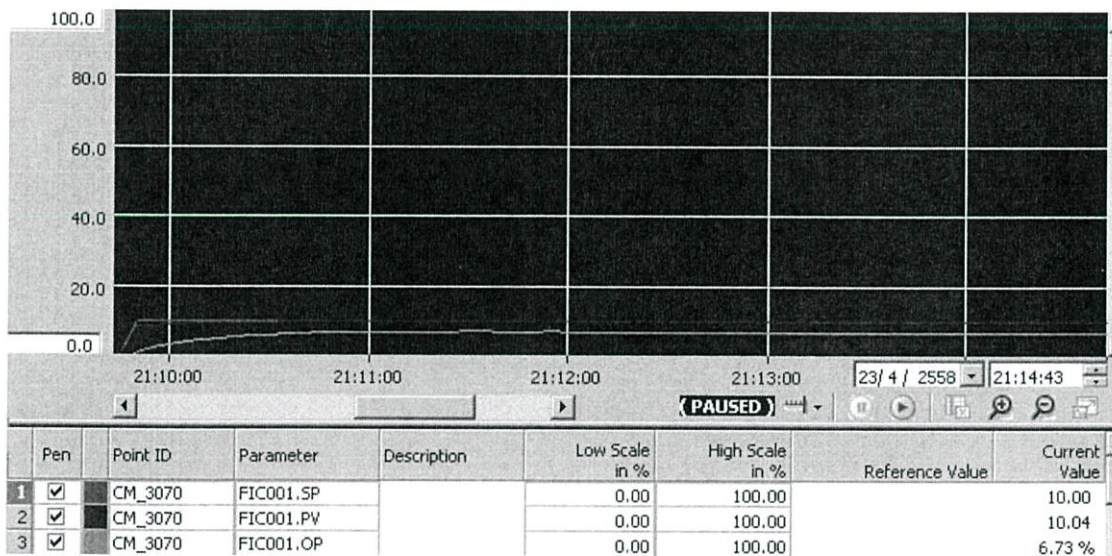 100.0
80.0
60.0
40.0
20.0
0.0
21:10:00 21:11:00 21:12:00 21:13:00 23/ 4 / 2558 21:14:43
(PAUSED)
Pen Point ID Parameter Description Low Scale in % High Scale in % Reference Value Current Value
1 CM_3070 FIC001.SP 0.00 100.00 10.00
2 CM_3070 FIC001.PV 0.00 100.00 10.04
3 CM_3070 FIC001.OP 0.00 100.00 6.73 %